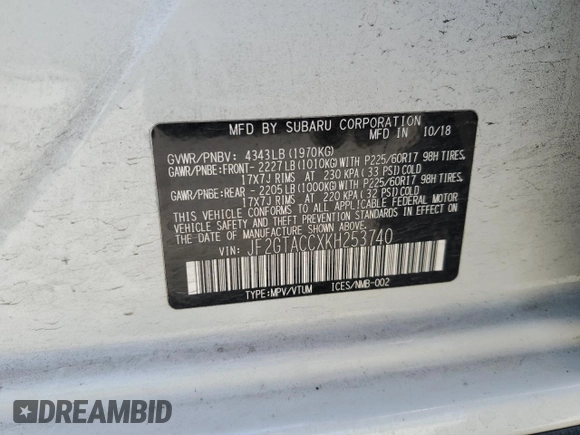 MFD BY SUBARU CORPORATION
MFD IN 10/18
GVWR/PNBV: 4343LB(1970KG)
GAWR/PNBE:FRONT- 2227LB(1010KG)WITH P225/60R17 98H TIRES,
17X7J RIMS AT 230 KPA( 33 PSI)COLD
GAWR/PNBE:REAR - 2205LB(1000KG)WITH P225/60R17 98H TIRES,
17X7J RIMS AT 220 KPA( 32 PSI)COLD
THIS VEHICLE CONFORMS TO ALL APPLICABLE FEDERAL MOTOR
VEHICLE SAFETY AND THEFT PREVENTION STANDARDS IN EFFECT ON
THE DATE OF MANUFACTURE SHOWN ABOVE.
VIN: JF2GTACCXKH253740
TYPE:MPV/VTUM ICES/NMB-002
DREAMBID